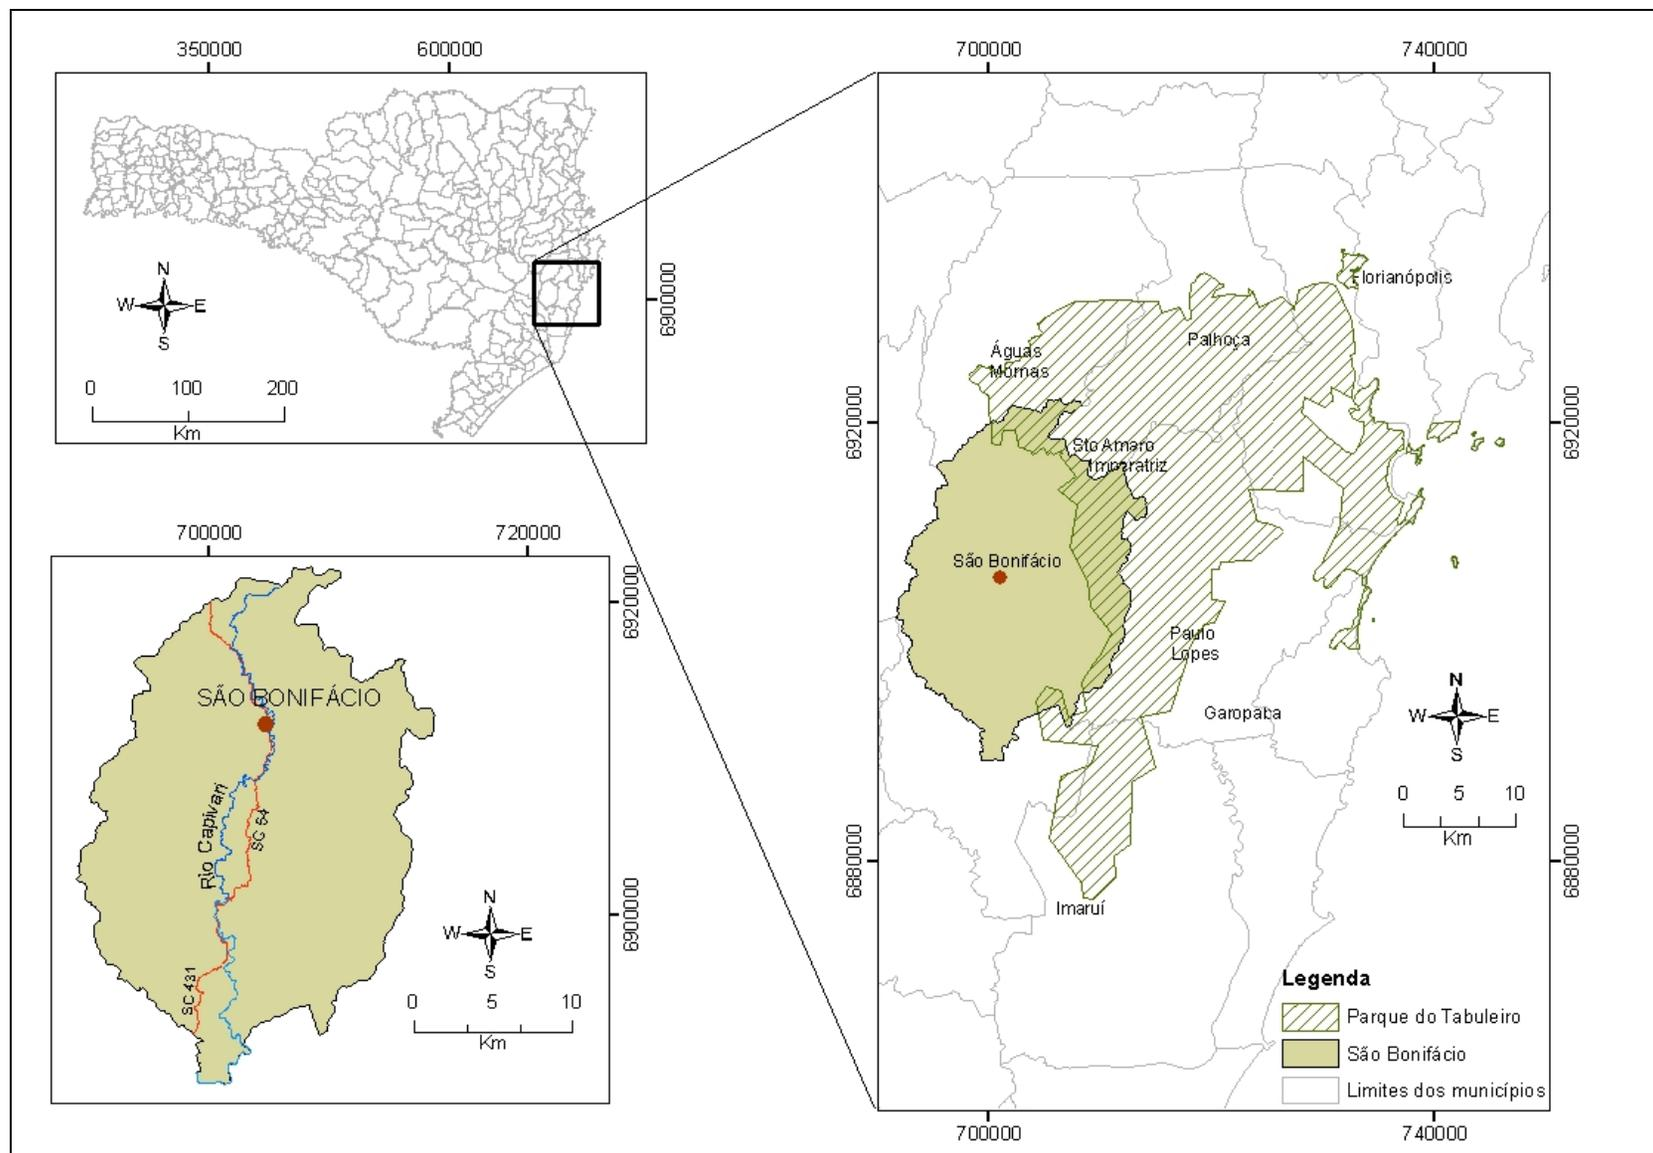 350000
600000
6900000
N
W
E
S
0
100
200
Km
700000
720000
6920000
6900000
SÃO BONIFÁCIO
Rio Capivari
SC 64
SC 431
N
W
E
S
0
5
10
Km
700000
740000
6920000
6920000
6880000
6880000
Florianópolis
Palhoça
Águas
Mornas
Sto Amaro
Imperatriz
São Bonifácio
Paulo
Lopes
Garopaba
Imaruí
N
W
E
S
0
5
10
Km
Legenda
Parque do Tabuleiro
São Bonifácio
Limites dos municípios
700000
740000